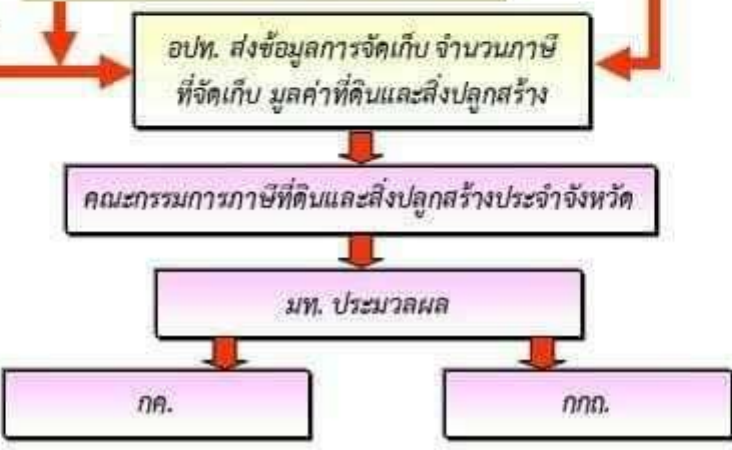 อปท. ส่งข้อมูลการจัดเก็บ จำนวนภาษี
ที่จัดเก็บ มูลค่าที่ดินและสิ่งปลูกสร้าง
คณะกรรมการภาษีที่ดินและสิ่งปลูกสร้างประจำจังหวัด
มท. ประมวลผล
กค.
กกถ.